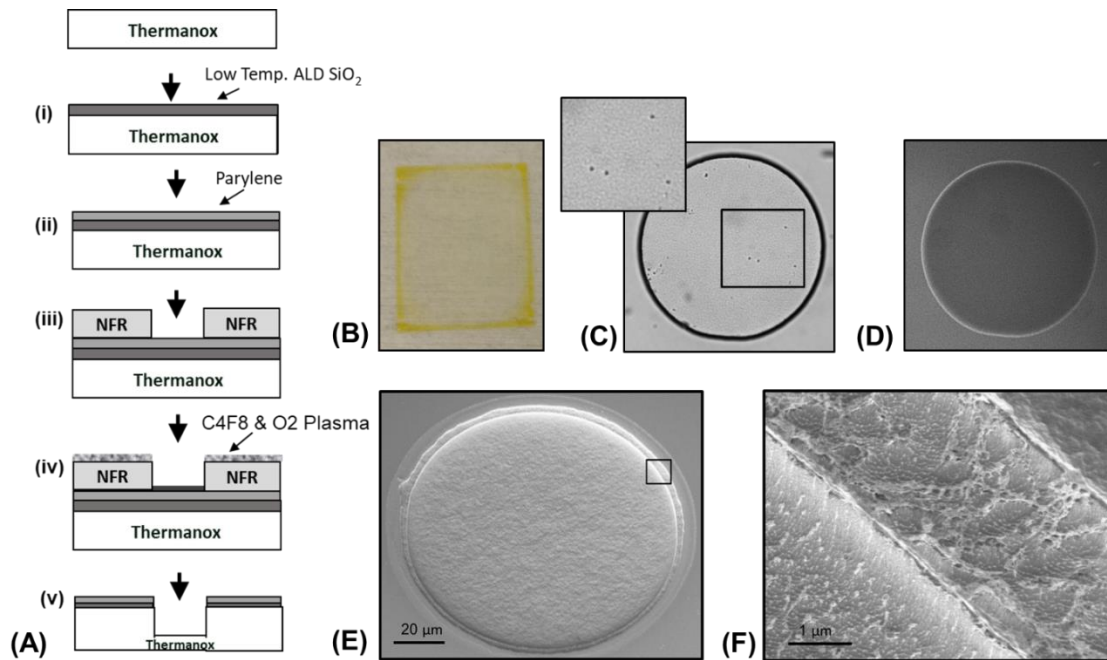 Thermanox
Low Temp. ALD SiO₂
(i)
Thermanox
Parylene
(ii)
Thermanox
(iii)
NFR NFR
Thermanox
C4F8 & O2 Plasma
(iv)
NFR NFR
Thermanox
(v)
Thermanox
(A)
(B)
(C)
(D)
20 µm
(E)
1 µm
(F)